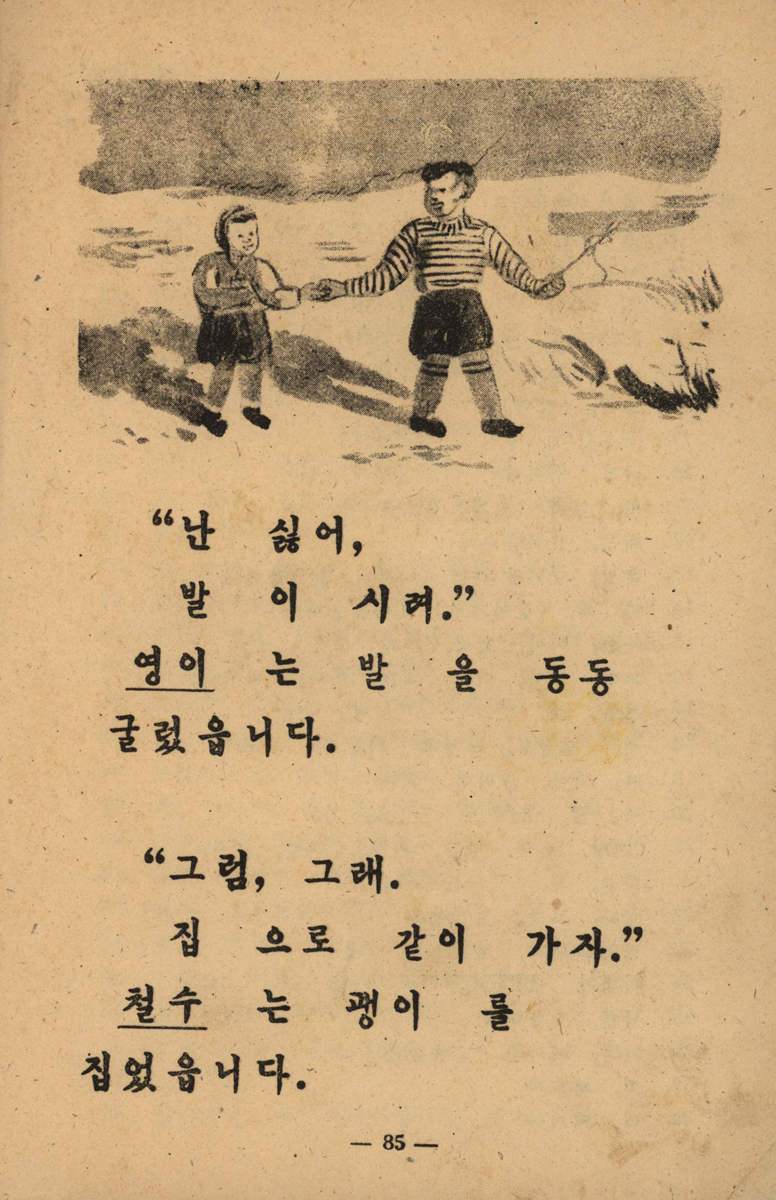 “난 싫어,
발 이 시려.”
영이 는 발 을 동동
굴렀읍니다.
“그럼, 그래.
집 으로 같이 가자.”
철수 는 팽이 를
집었읍니다.
— 85 —